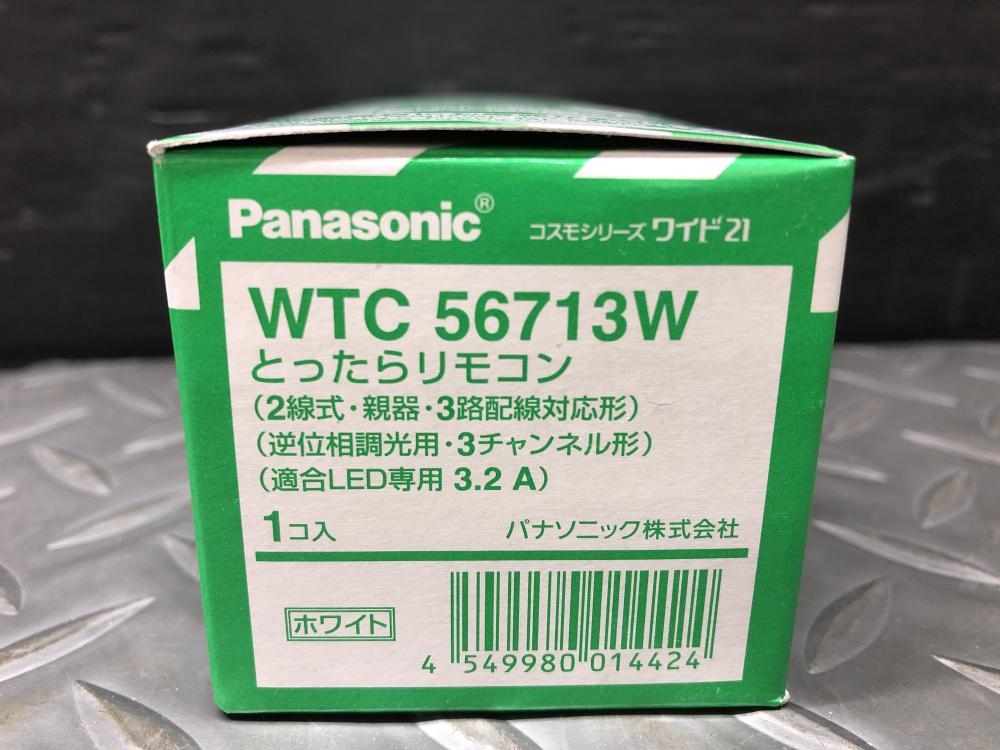 Panasonic®
コスモシリーズ ワイド21
WTC 56713W
とったらリモコン
(2線式・親器・3路配線対応形)
(逆位相調光用・3チャンネル形)
(適合LED専用 3.2 A)
1コ入
パナソニック株式会社
ホワイト
4 549980 014424